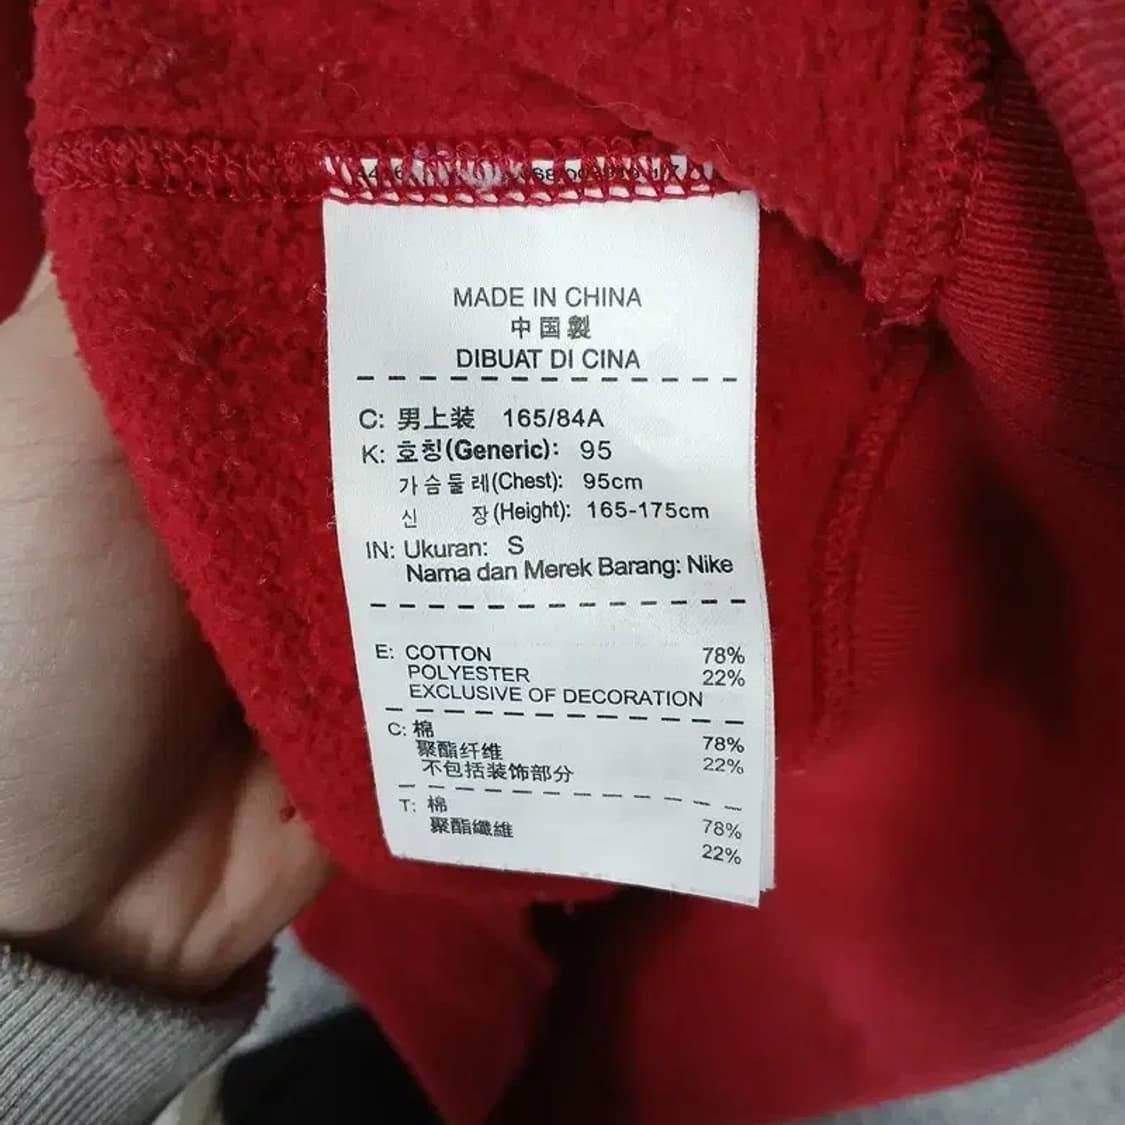 MADE IN CHINA
中国製
DIBUAT DI CINA
C: 男上装 165/84A
K: 호칭(Generic): 95
가슴둘레(Chest): 95cm
신 장(Height): 165-175cm
IN: Ukuran: S
Nama dan Merek Barang: Nike
E: COTTON 78%
POLYESTER 22%
EXCLUSIVE OF DECORATION
C: 棉 78%
聚酯纤维 22%
不包括装饰部分
T: 棉 78%
聚酯纖維 22%